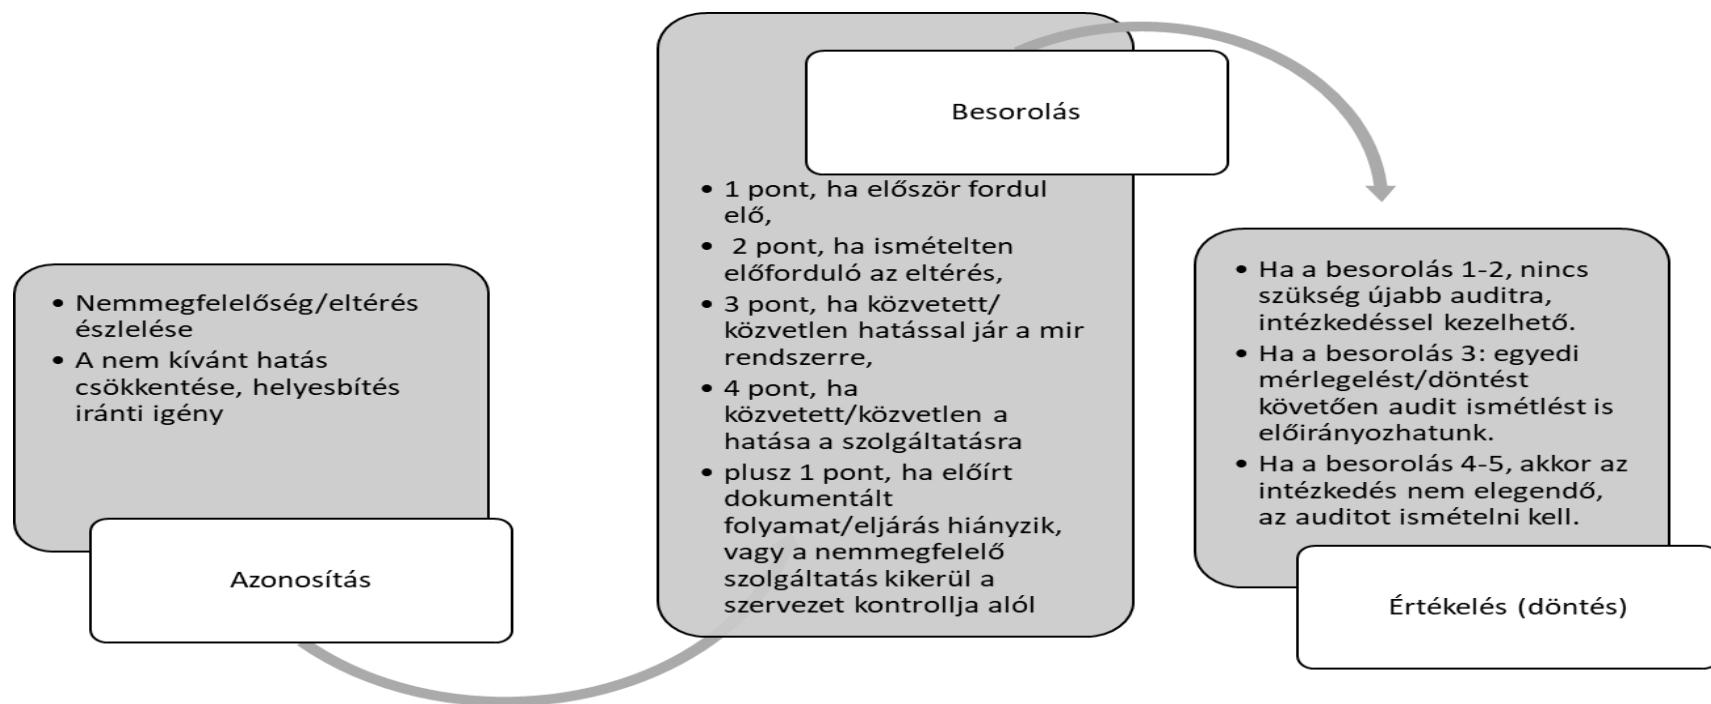 • Nemmegfelelőség/eltérés
észlelése
• A nem kívánt hatás
csökkentése, helyesbítés
iránti igény
Azonosítás
Besorolás
• 1 pont, ha először fordul
elő,
• 2 pont, ha ismételten
előforduló az eltérés,
• 3 pont, ha közvetett/
közvetlen hatással jár a mir
rendszerre,
• 4 pont, ha
közvetett/közvetlen a
hatása a szolgáltatásra
• plusz 1 pont, ha előírt
dokumentált
folyamat/eljárás hiányzik,
vagy a nemmegfelelő
szolgáltatás kikerül a
szervezet kontrollja alól
• Ha a besorolás 1-2, nincs
szükség újabb auditra,
intézkedéssel kezelhető.
• Ha a besorolás 3: egyedi
mérlegelést/döntést
követően audit ismétlést is
előirányozhatunk.
• Ha a besorolás 4-5, akkor az
intézkedés nem elegendő,
az auditot ismételni kell.
Értékelés (döntés)